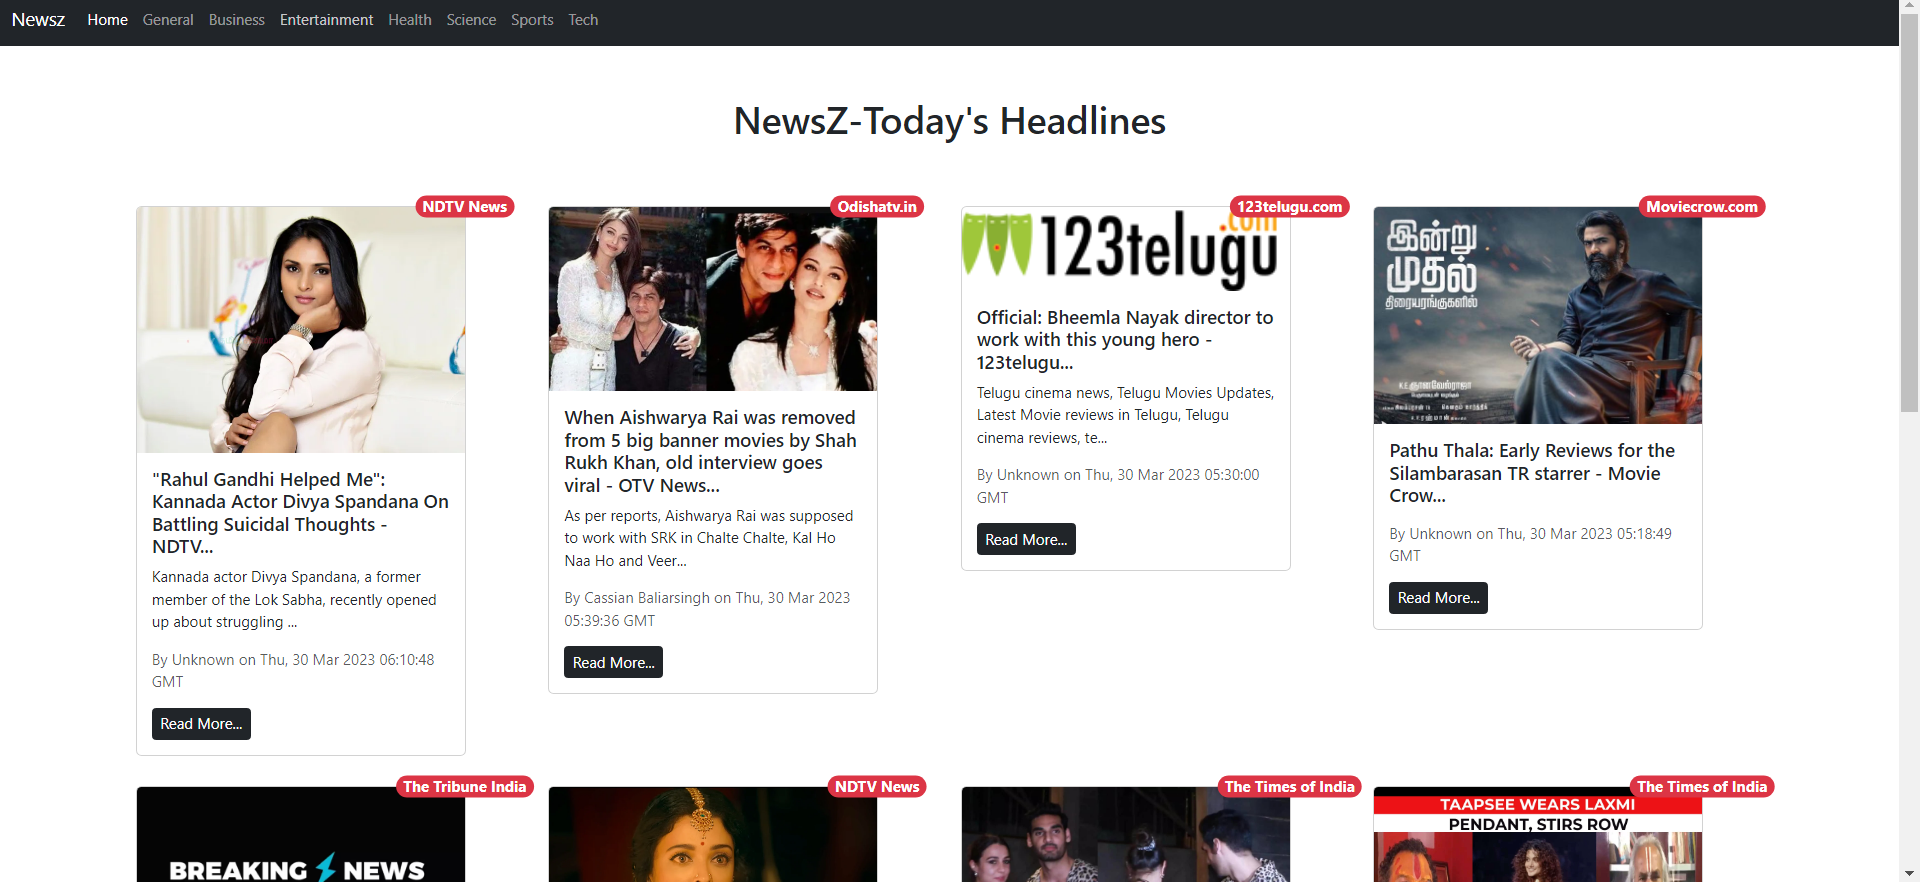 Newsz Home General Business Entertainment Health Science Sports Tech
NewsZ-Today's Headlines
NDTV News
"Rahul Gandhi Helped Me":
Kannada Actor Divya Spandana On
Battling Suicidal Thoughts -
NDTV...
Kannada actor Divya Spandana, a former
member of the Lok Sabha, recently opened
up about struggling ...
By Unknown on Thu, 30 Mar 2023 06:10:48
GMT
Read More...
Odishatv.in
When Aishwarya Rai was removed
from 5 big banner movies by Shah
Rukh Khan, old interview goes
viral - OTV News...
As per reports, Aishwarya Rai was supposed
to work with SRK in Chalte Chalte, Kal Ho
Naa Ho and Veer...
By Cassian Baliarsingh on Thu, 30 Mar 2023
05:39:36 GMT
Read More...
123telugu.com
.com
123telugu
Official: Bheemla Nayak director to
work with this young hero -
123telugu...
Telugu cinema news, Telugu Movies Updates,
Latest Movie reviews in Telugu, Telugu
cinema reviews, te...
By Unknown on Thu, 30 Mar 2023 05:30:00
GMT
Read More...
Moviecrow.com
இன்று
முதல்
திரையரங்குகளில்
Pathu Thala: Early Reviews for the
Silambarasan TR starrer - Movie
Crow...
By Unknown on Thu, 30 Mar 2023 05:18:49
GMT
Read More...
The Tribune India
BREAKING NEWS
NDTV News
The Times of India
The Times of India
TAAPSEE WEARS LAXMI
PENDANT, STIRS ROW